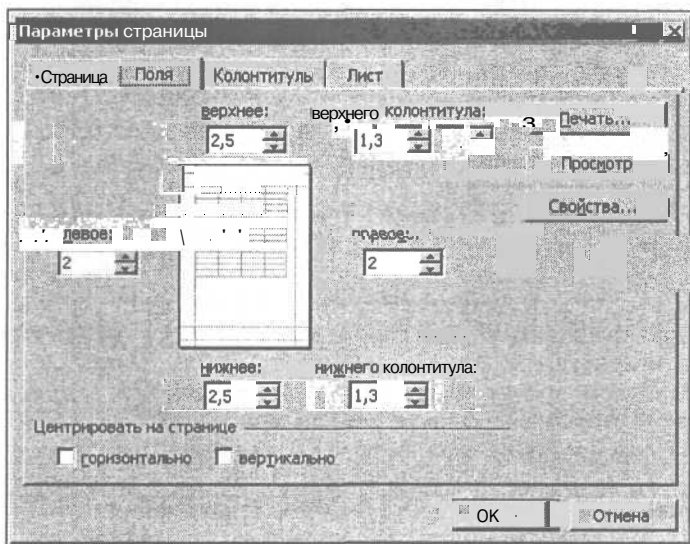 Параметры страницы
Страница Поля Колонтитулы Лист
верхнее: верхнего колонтитула: Печать...
2,5 1,3
Просмотр
Свойства...
левое: правое:
2 2
нижнее: нижнего колонтитула:
2,5 1,3
Центрировать на странице
горизонтально вертикально
OK Отмена